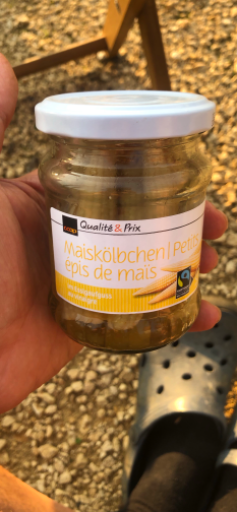 Qualité & Prix
Maiskölbchen | Petits
épis de maïs